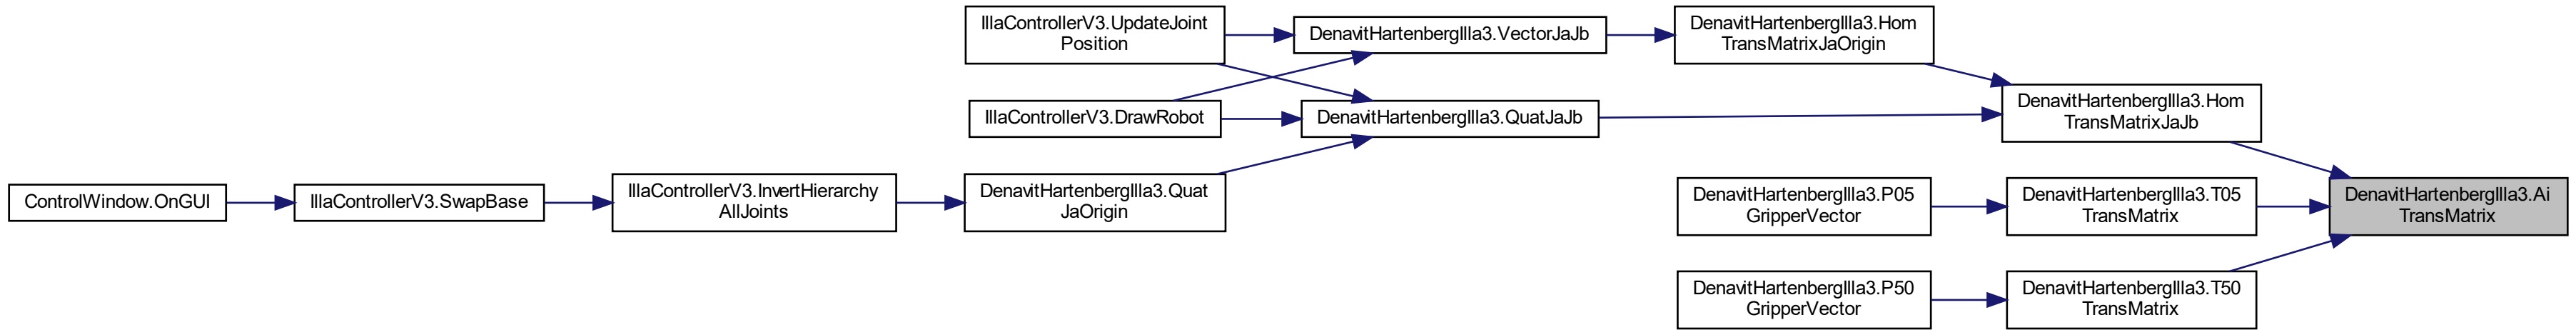 IllaControllerV3.UpdateJoint
Position
DenavitHartenbergIlla3.VectorJaJb
DenavitHartenbergIlla3.Hom
TransMatrixJaOrigin
IllaControllerV3.DrawRobot
DenavitHartenbergIlla3.QuatJaJb
DenavitHartenbergIlla3.Hom
TransMatrixJaJb
ControlWindow.OnGUI
IllaControllerV3.SwapBase
IllaControllerV3.InvertHierarchy
AllJoints
DenavitHartenbergIlla3.Quat
JaOrigin
DenavitHartenbergIlla3.P05
GripperVector
DenavitHartenbergIlla3.T05
TransMatrix
DenavitHartenbergIlla3.Ai
TransMatrix
DenavitHartenbergIlla3.P50
GripperVector
DenavitHartenbergIlla3.T50
TransMatrix